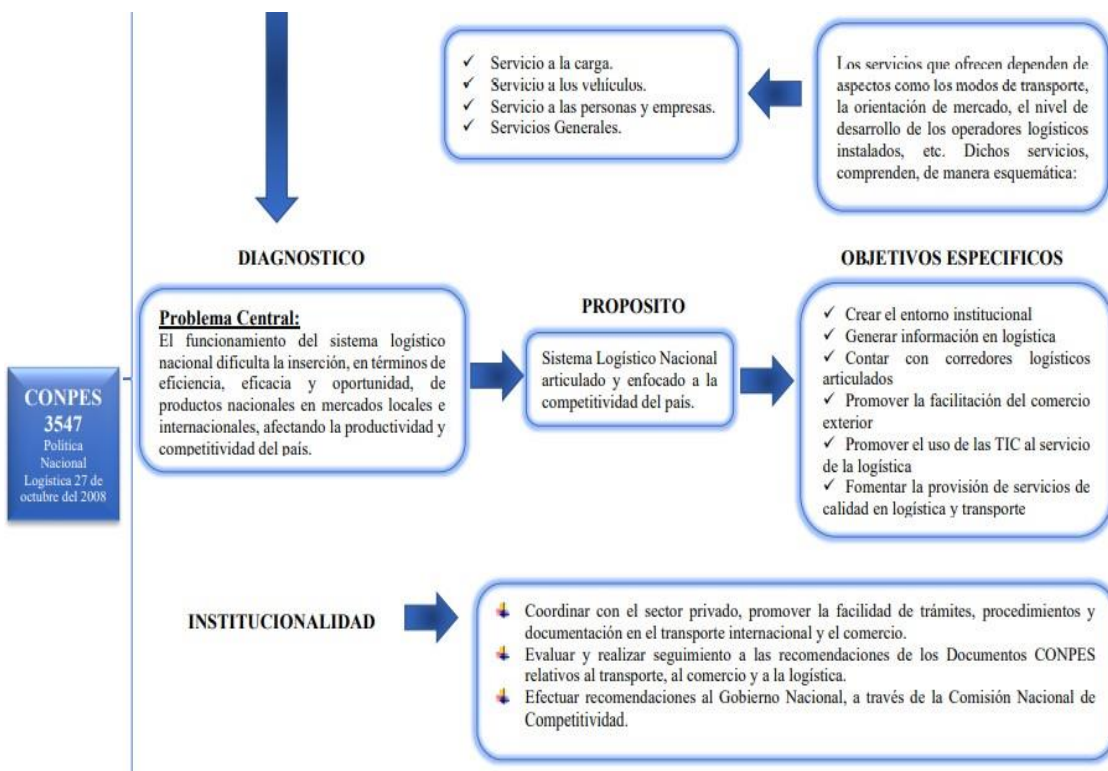 Servicio a la carga.
Servicio a los vehículos.
Servicio a las personas y empresas.
Servicios Generales.
Los servicios que ofrecen dependen de
aspectos como los modos de transporte,
la orientación de mercado, el nivel de
desarrollo de los operadores logísticos
instalados, etc. Dichos servicios,
comprenden, de manera esquemática:
DIAGNOSTICO
Problema Central:
El funcionamiento del sistema logístico
nacional dificulta la inserción, en términos de
eficiencia, eficacia y oportunidad, de
productos nacionales en mercados locales e
internacionales, afectando la productividad y
competitividad del país.
PROPOSITO
Sistema Logístico Nacional
articulado y enfocado a la
competitividad del país.
OBJETIVOS ESPECIFICOS
Crear el entorno institucional
Generar información en logística
Contar con corredores logísticos
articulados
Promover la facilitación del comercio
exterior
Promover el uso de las TIC al servicio
de la logística
Fomentar la provisión de servicios de
calidad en logística y transporte
CONPES
3547
Política
Nacional
Logística 27 de
octubre del 2008
INSTITUCIONALIDAD
Coordinar con el sector privado, promover la facilidad de trámites, procedimientos y
documentación en el transporte internacional y el comercio.
Evaluar y realizar seguimiento a las recomendaciones de los Documentos CONPES
relativos al transporte, al comercio y a la logística.
Efectuar recomendaciones al Gobierno Nacional, a través de la Comisión Nacional de
Competitividad.